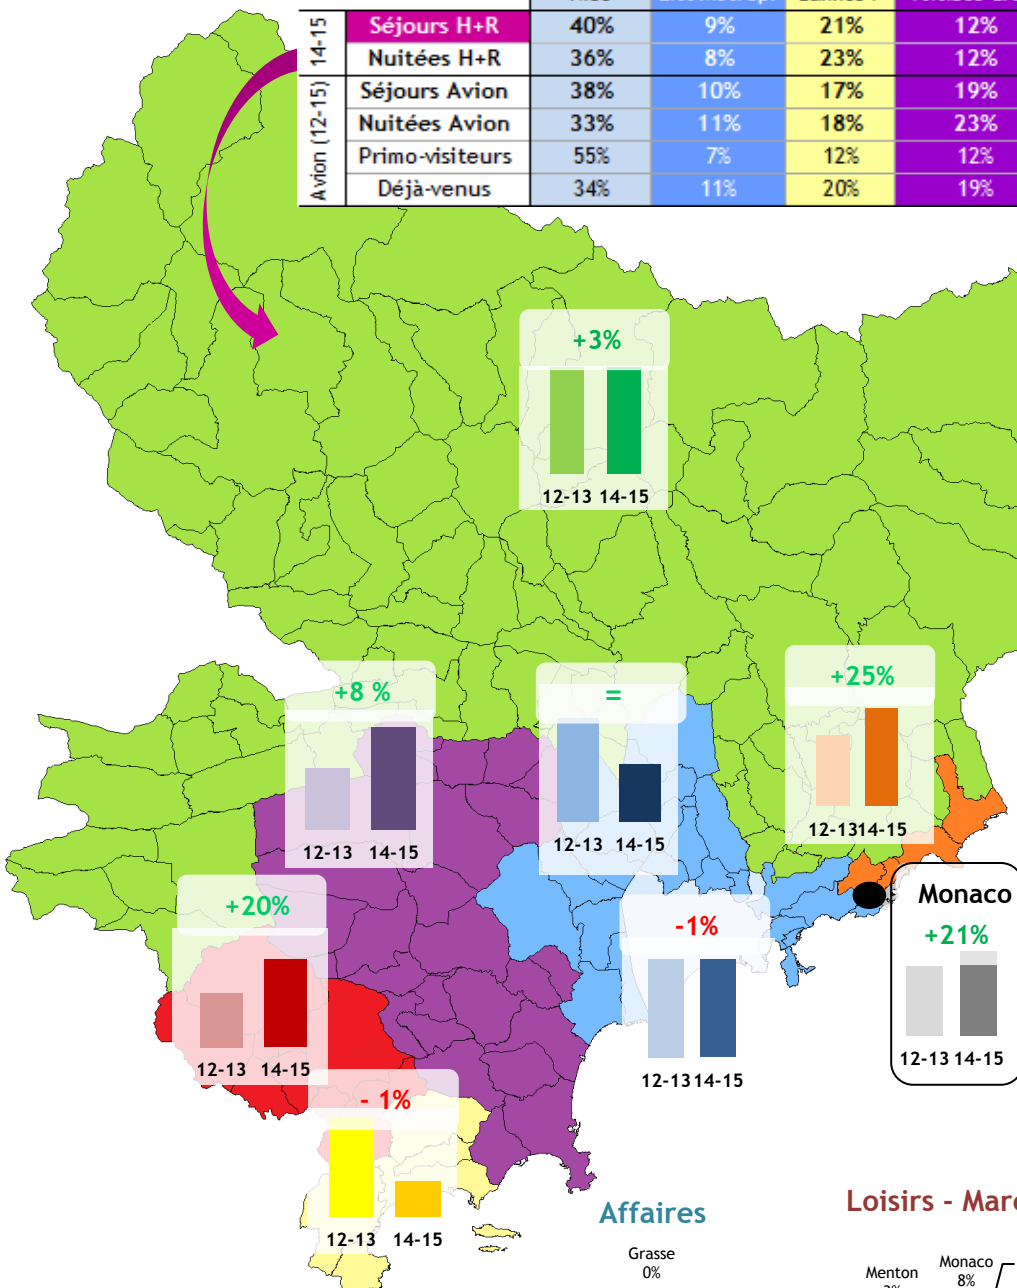 Séjours H+R 40% 9% 21% 12%
Nuitées H+R 36% 8% 23% 12%
14-15
Séjours Avion 38% 10% 17% 19%
Nuitées Avion 33% 11% 18% 23%
Primo-visiteurs 55% 7% 12% 12%
Déjà-venus 34% 11% 20% 19%
Avion (12-15)
+3%
12-13 14-15
+8 %
12-13 14-15
=
12-13 14-15
+25%
12-13 14-15
Monaco
+21%
12-13 14-15
+20%
12-13 14-15
-1%
12-13 14-15
- 1%
12-13 14-15
Affaires
Grasse
0%
Loisirs - Mar
Monaco
8%
Menton